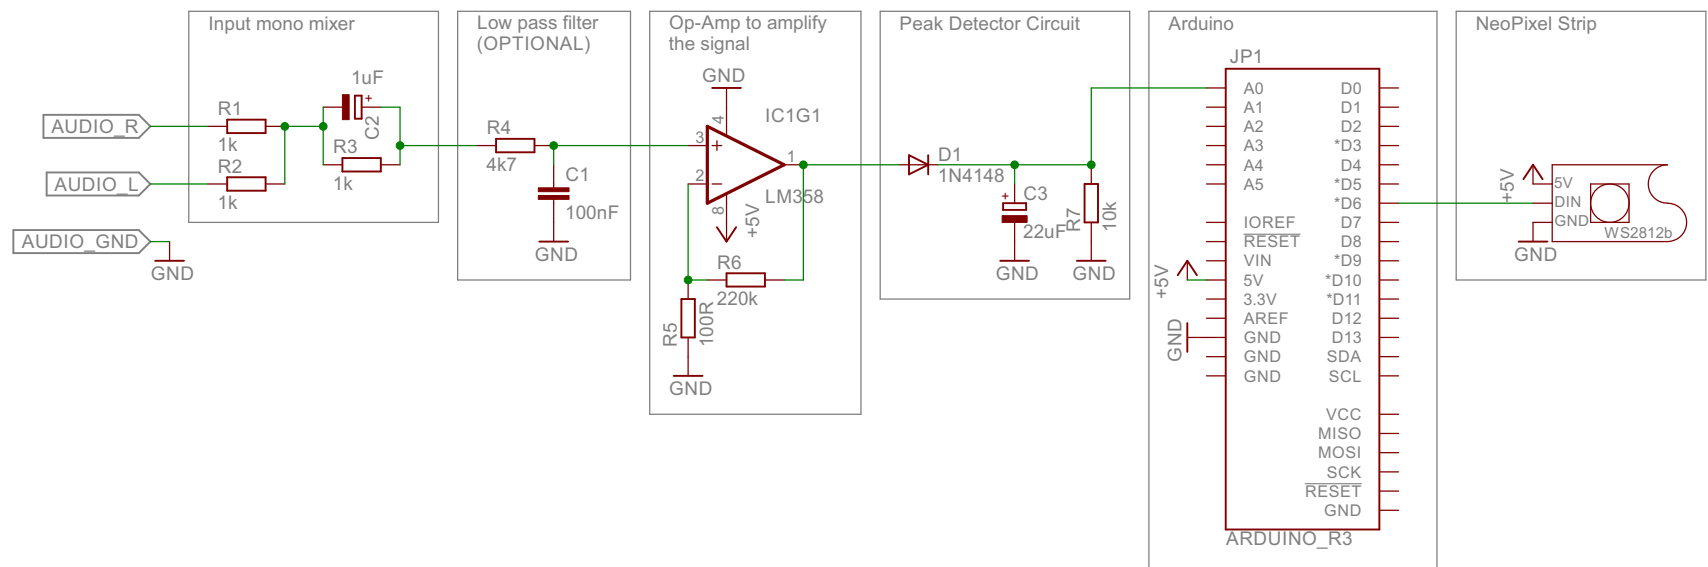 Input mono mixer
1uF
C2
+
R1
1k
R2
1k
R3
1k
AUDIO_R
AUDIO_L
AUDIO_GND
GND
Low pass filter
(OPTIONAL)
R4
4k7
C1
100nF
GND
Op-Amp to amplify
the signal
GND
4
IC1G1
3
+
2
−
1
8
LM358
+5V
R6
220k
R5
100R
GND
Peak Detector Circuit
D1
1N4148
+
C3
22uF
R7
10k
GND
GND
Arduino
JP1
A0
A1
A2
A3
A4
A5
IOREF
RESET
VIN
5V
3.3V
AREF
GND
GND
GND
D0
D1
D2
*D3
D4
*D5
*D6
D7
D8
*D9
*D10
*D11
D12
D13
SDA
SCL
VCC
MISO
MOSI
SCK
RESET
GND
+5V
GND
ARDUINO_R3
NeoPixel Strip
+5V
5V
DIN
GND
WS2812b
GND